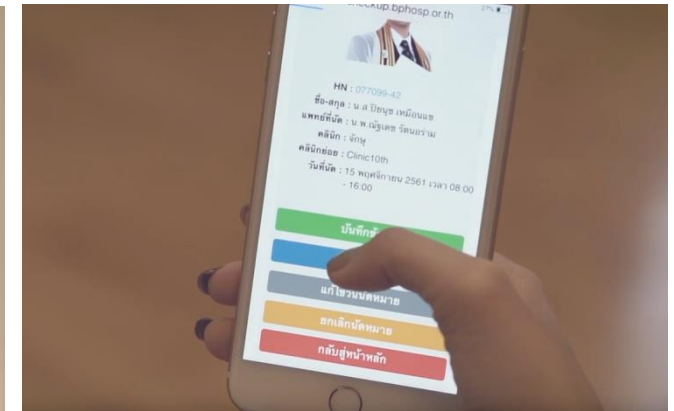 checkup.bphosp.or.th
27%
HN : 077099-42
ชื่อ-สกุล : น.ส ปิยนุช เหมือนแช
แพทย์ที่นัด : น.พ.ณัฐเดช รัตนอร่าม
คลินิก : จักษุ
คลินิกย่อย : Clinic10th
วันที่นัด : 15 พฤศจิกายน 2561 เวลา 08:00
- 16:00
แก้ไขวันนัดหมาย
ยกเลิกนัดหมาย
กลับสู่หน้าหลัก